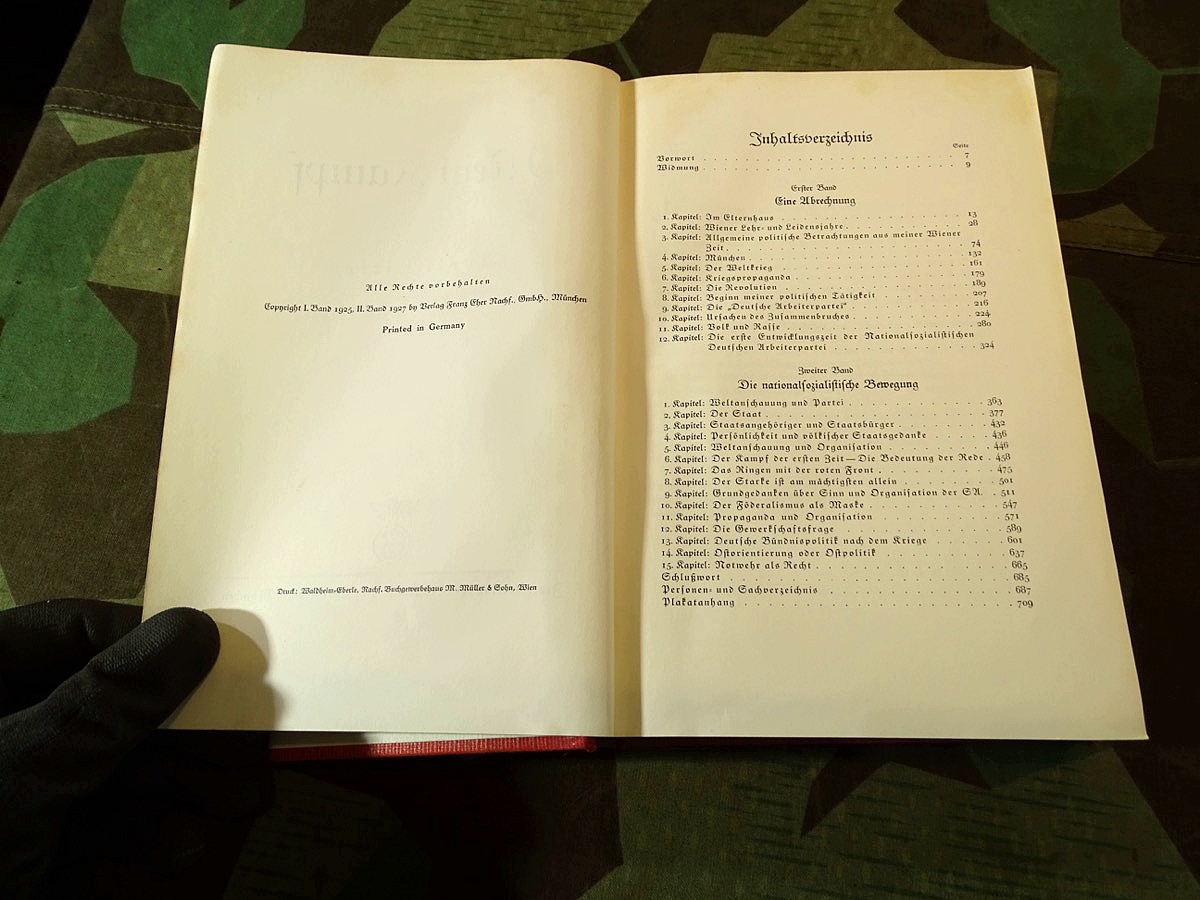 Alle Rechte vorbehalten
Copyright I. Band 1925, II. Band 1927 by Verlag Franz Eher Nachf., GmbH., München
Printed in Germany
Druck: Waldheim-Eberle, Nachf. Buchgewerbehaus M. Müller & Sohn, Wien
Inhaltsverzeichnis
Seite
Vorwort . . . . . . . . . . . . . . . . . . . . 7
Widmung . . . . . . . . . . . . . . . . . . . . 9
Erster Band
Eine Abrechnung
1. Kapitel: Im Elternhaus . . . . . . . . . . . . 13
2. Kapitel: Wiener Lehr- und Leidensjahre . . . . . . . . 28
3. Kapitel: Allgemeine politische Betrachtungen aus meiner Wiener
Zeit . . . . . . . . . . . . . . . . 74
4. Kapitel: München . . . . . . . . . . . . . . 132
5. Kapitel: Der Weltkrieg . . . . . . . . . . . . 161
6. Kapitel: Kriegspropaganda . . . . . . . . . . . 179
7. Kapitel: Die Revolution . . . . . . . . . . . . 189
8. Kapitel: Beginn meiner politischen Tätigkeit . . . . . . 207
9. Kapitel: Die „Deutsche Arbeiterpartei“ . . . . . . . . 216
10. Kapitel: Ursachen des Zusammenbruches . . . . . . . 224
11. Kapitel: Volk und Rasse . . . . . . . . . . . . 280
12. Kapitel: Die erste Entwicklungszeit der Nationalsozialistischen
Deutschen Arbeiterpartei . . . . . . . . . . 324
Zweiter Band
Die nationalsozialistische Bewegung
1. Kapitel: Weltanschauung und Partei . . . . . . . . . 363
2. Kapitel: Der Staat . . . . . . . . . . . . . . 377
3. Kapitel: Staatsangehöriger und Staatsbürger . . . . . . 432
4. Kapitel: Persönlichkeit und völkischer Staatsgedanke . . . . 436
5. Kapitel: Weltanschauung und Organisation . . . . . . . 446
6. Kapitel: Der Kampf der ersten Zeit — Die Bedeutung der Rede . 458
7. Kapitel: Das Ringen mit der roten Front . . . . . . . 475
8. Kapitel: Der Starke ist am mächtigsten allein . . . . . . 501
9. Kapitel: Grundgedanken über Sinn und Organisation der SA. . 511
10. Kapitel: Der Föderalismus als Maske . . . . . . . . 547
11. Kapitel: Propaganda und Organisation . . . . . . . . 571
12. Kapitel: Die Gewerkschaftsfrage . . . . . . . . . . 589
13. Kapitel: Deutsche Bündnispolitik nach dem Kriege . . . . . 601
14. Kapitel: Ostorientierung oder Ostpolitik . . . . . . . . 637
15. Kapitel: Notwehr als Recht . . . . . . . . . . . 665
Schlußwort . . . . . . . . . . . . . . . . . . 685
Personen- und Sachverzeichnis . . . . . . . . . . . . 687
Plakatanhang . . . . . . . . . . . . . . . . . 709